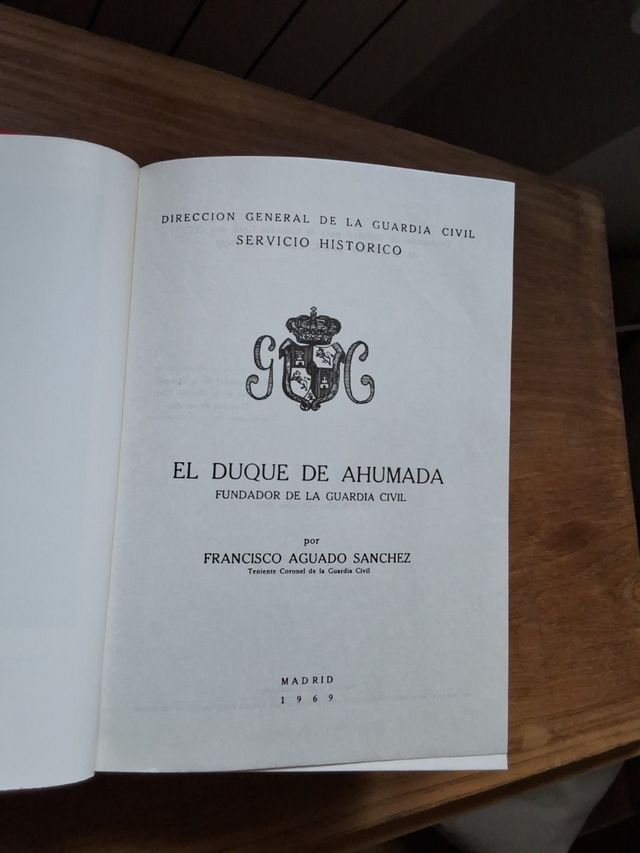 DIRECCION GENERAL DE LA GUARDIA CIVIL
SERVICIO HISTORICO
G C
EL DUQUE DE AHUMADA
FUNDADOR DE LA GUARDIA CIVIL
por
FRANCISCO AGUADO SANCHEZ
Teniente Coronel de la Guardia Civil
MADRID
1969